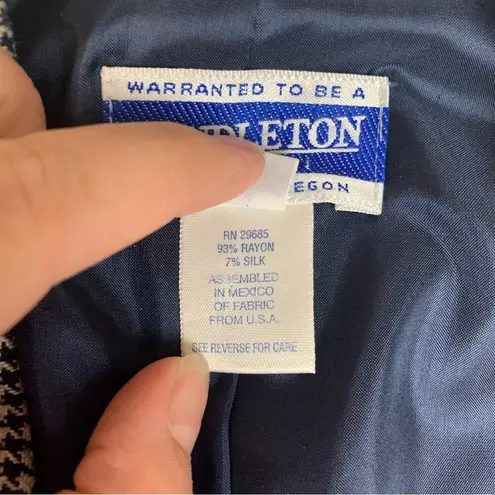 WARRANTED TO BE A
DLETON
EGON
RN 29685
93% RAYON
7% SILK
ASSEMBLED
IN MEXICO
OF FABRIC
FROM U.S.A.
SEE REVERSE FOR CARE